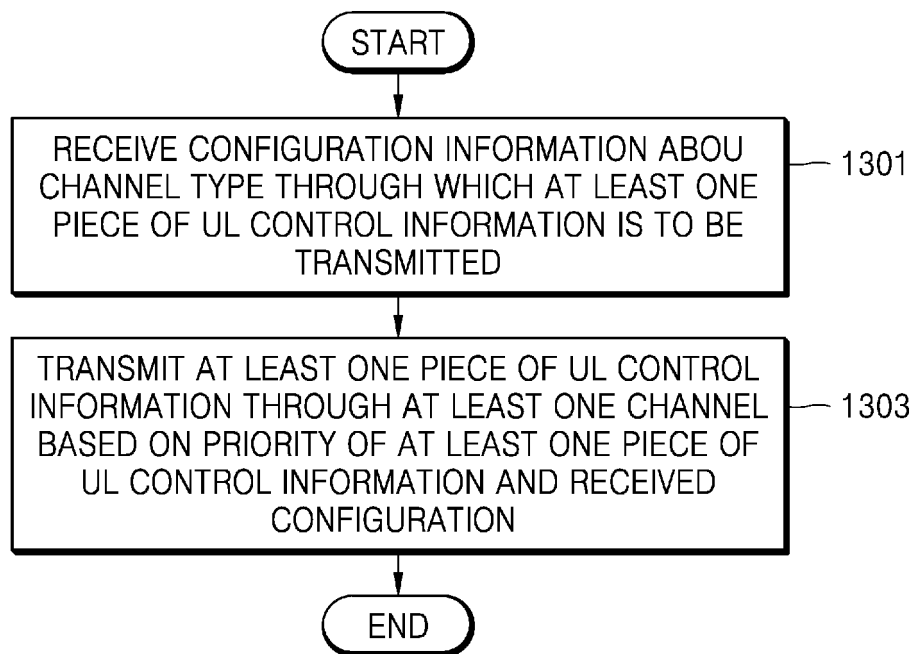 START
RECEIVE CONFIGURATION INFORMATION ABOU
CHANNEL TYPE THROUGH WHICH AT LEAST ONE
PIECE OF UL CONTROL INFORMATION IS TO BE
TRANSMITTED
1301
TRANSMIT AT LEAST ONE PIECE OF UL CONTROL
INFORMATION THROUGH AT LEAST ONE CHANNEL
BASED ON PRIORITY OF AT LEAST ONE PIECE OF
UL CONTROL INFORMATION AND RECEIVED
CONFIGURATION
1303
END